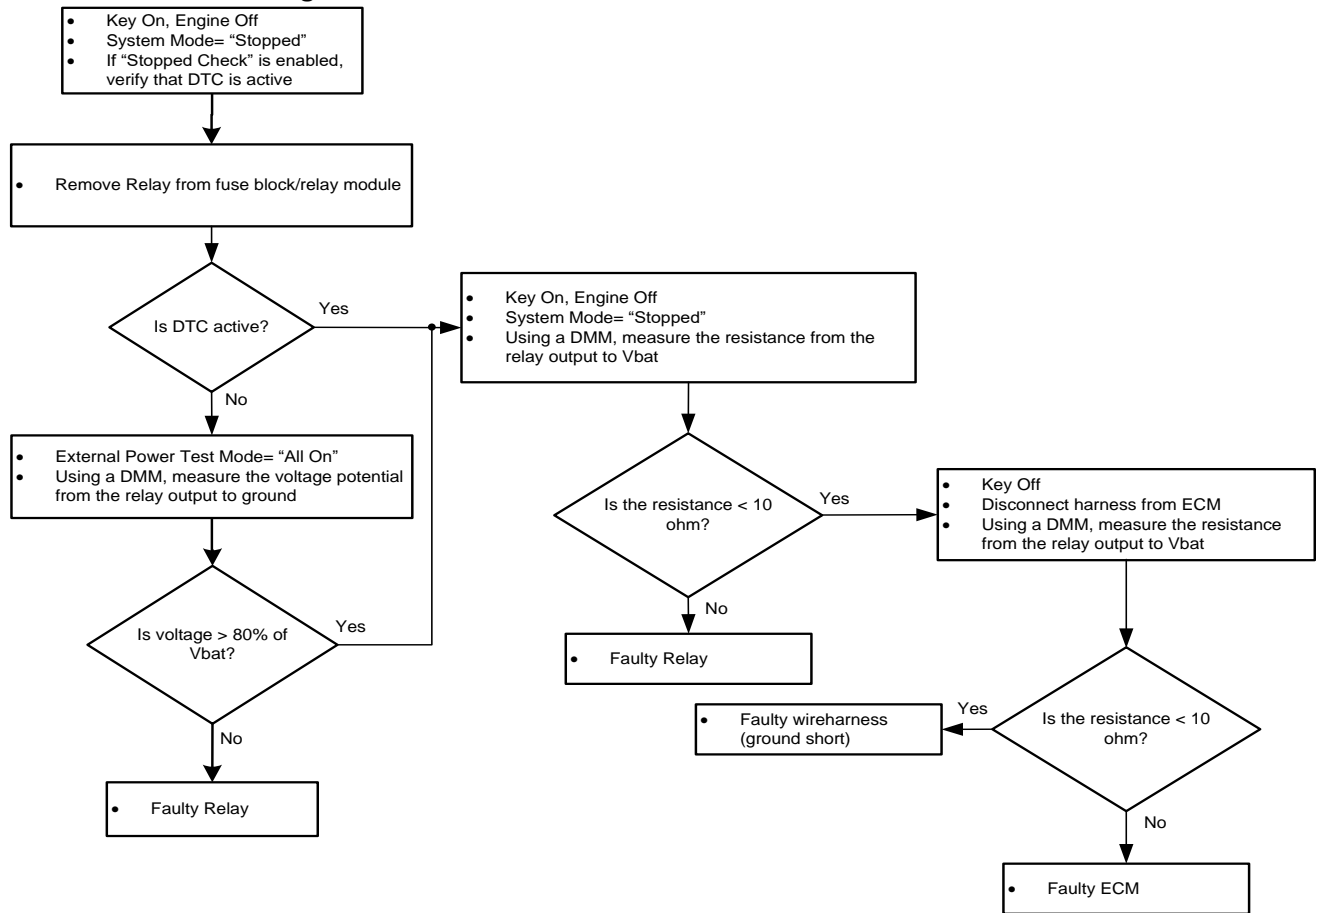 • Key On, Engine Off
• System Mode= “Stopped”
• If “Stopped Check” is enabled,
verify that DTC is active
• Remove Relay from fuse block/relay module
Is DTC active?
Yes
No
• External Power Test Mode= “All On”
• Using a DMM, measure the voltage potential
from the relay output to ground
Is voltage > 80% of
Vbat?
Yes
No
• Faulty Relay
• Key On, Engine Off
• System Mode= “Stopped”
• Using a DMM, measure the resistance from the
relay output to Vbat
Is the resistance < 10
ohm?
Yes
No
• Faulty Relay
• Key Off
• Disconnect harness from ECM
• Using a DMM, measure the resistance
from the relay output to Vbat
Is the resistance < 10
ohm?
Yes
• Faulty wireharness
(ground short)
No
• Faulty ECM